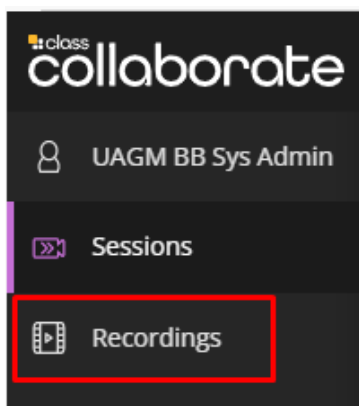 class
collaborate
UAGM BB Sys Admin
Sessions
Recordings